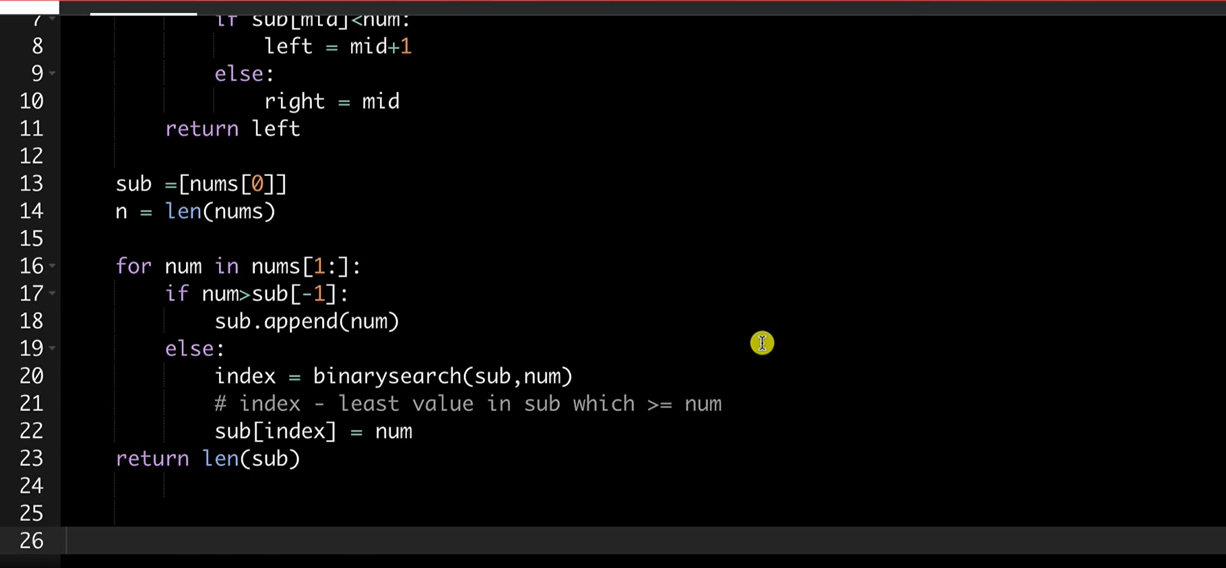 7 if sub[mid]<num:
8 left = mid+1
9 else:
10 right = mid
11 return left
12
13 sub =[nums[0]]
14 n = len(nums)
15
16 for num in nums[1:]:
17 if num>sub[-1]:
18 sub.append(num)
19 else:
20 index = binarysearch(sub,num)
21 # index - least value in sub which >= num
22 sub[index] = num
23 return len(sub)
24
25
26